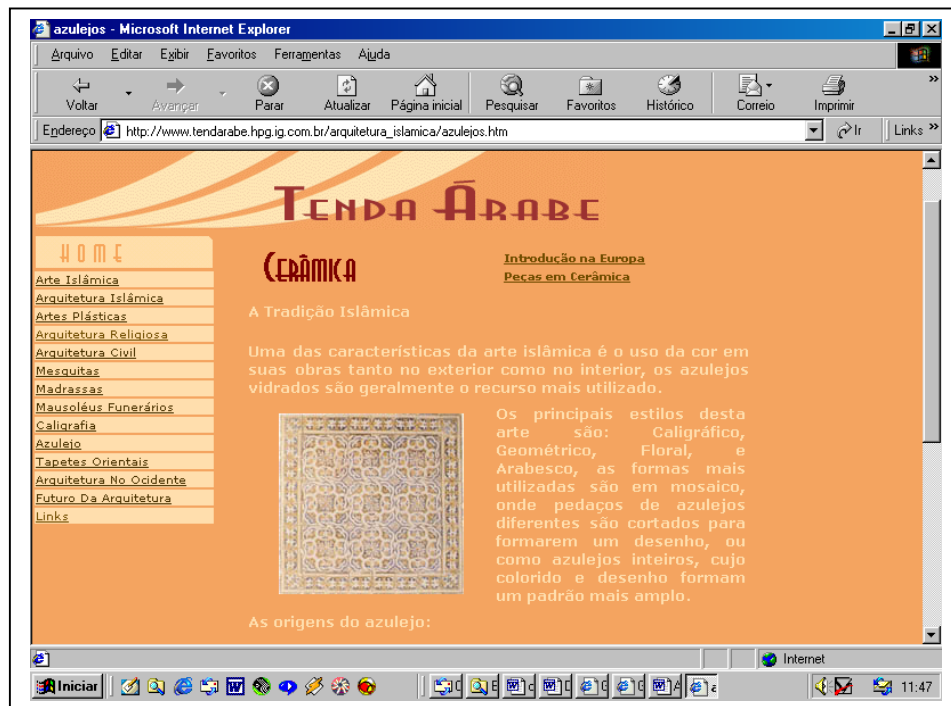 azulejos - Microsoft Internet Explorer
Arquivo Editar Exibir Favoritos Ferramentas Ajuda
Voltar Avançar Parar Atualizar Página inicial Pesquisar Favoritos Histórico Correio Imprimir »
Endereço http://www.tendarabe.hpg.ig.com.br/arquitetura_islamica/azulejos.htm Ir Links »
TENDA ÁRABE
HOME
Arte Islâmica
Arquitetura Islâmica
Artes Plásticas
Arquitetura Religiosa
Arquitetura Civil
Mesquitas
Madrassas
Mausoléus Funerários
Caligrafia
Azulejo
Tapetes Orientais
Arquitetura No Ocidente
Futuro Da Arquitetura
Links
CERÂMICA
Introdução na Europa
Peças em Cerâmica
A Tradição Islâmica
Uma das características da arte islâmica é o uso da cor em
suas obras tanto no exterior como no interior, os azulejos
vidrados são geralmente o recurso mais utilizado.
Os principais estilos desta
arte são: Caligráfico,
Geométrico, Floral, e
Arabesco, as formas mais
utilizadas são em mosaico,
onde pedaços de azulejos
diferentes são cortados para
formarem um desenho, ou
como azulejos inteiros, cujo
colorido e desenho formam
um padrão mais amplo.
As origens do azulejo:
Internet
Iniciar 11:47